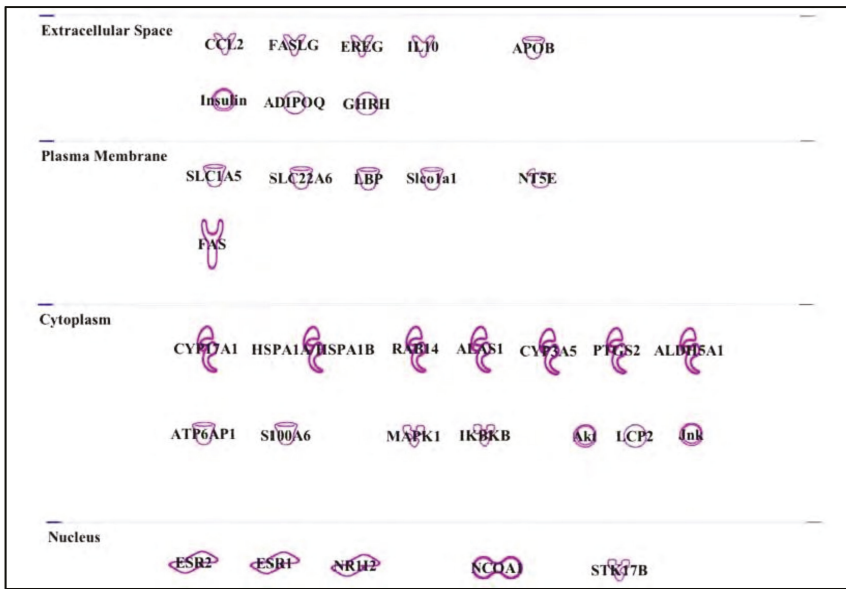 Extracellular Space
CCL2 FASLG EREG IL10 APOB
Insulin ADIPOQ GHRH
Plasma Membrane
SLC1A5 SLC22A6 LBP Slco1a1 NT5E
FAS
Cytoplasm
CYP17A1 HSPA1A/HSPA1B RAB14 ALAS1 CYP3A5 PTGS2 ALDH5A1
ATP6AP1 S100A6 MAPK1 IKBKB Akt LCP2 Jnk
Nucleus
ESR2 ESR1 NR1I2 NCOA1 STK17B